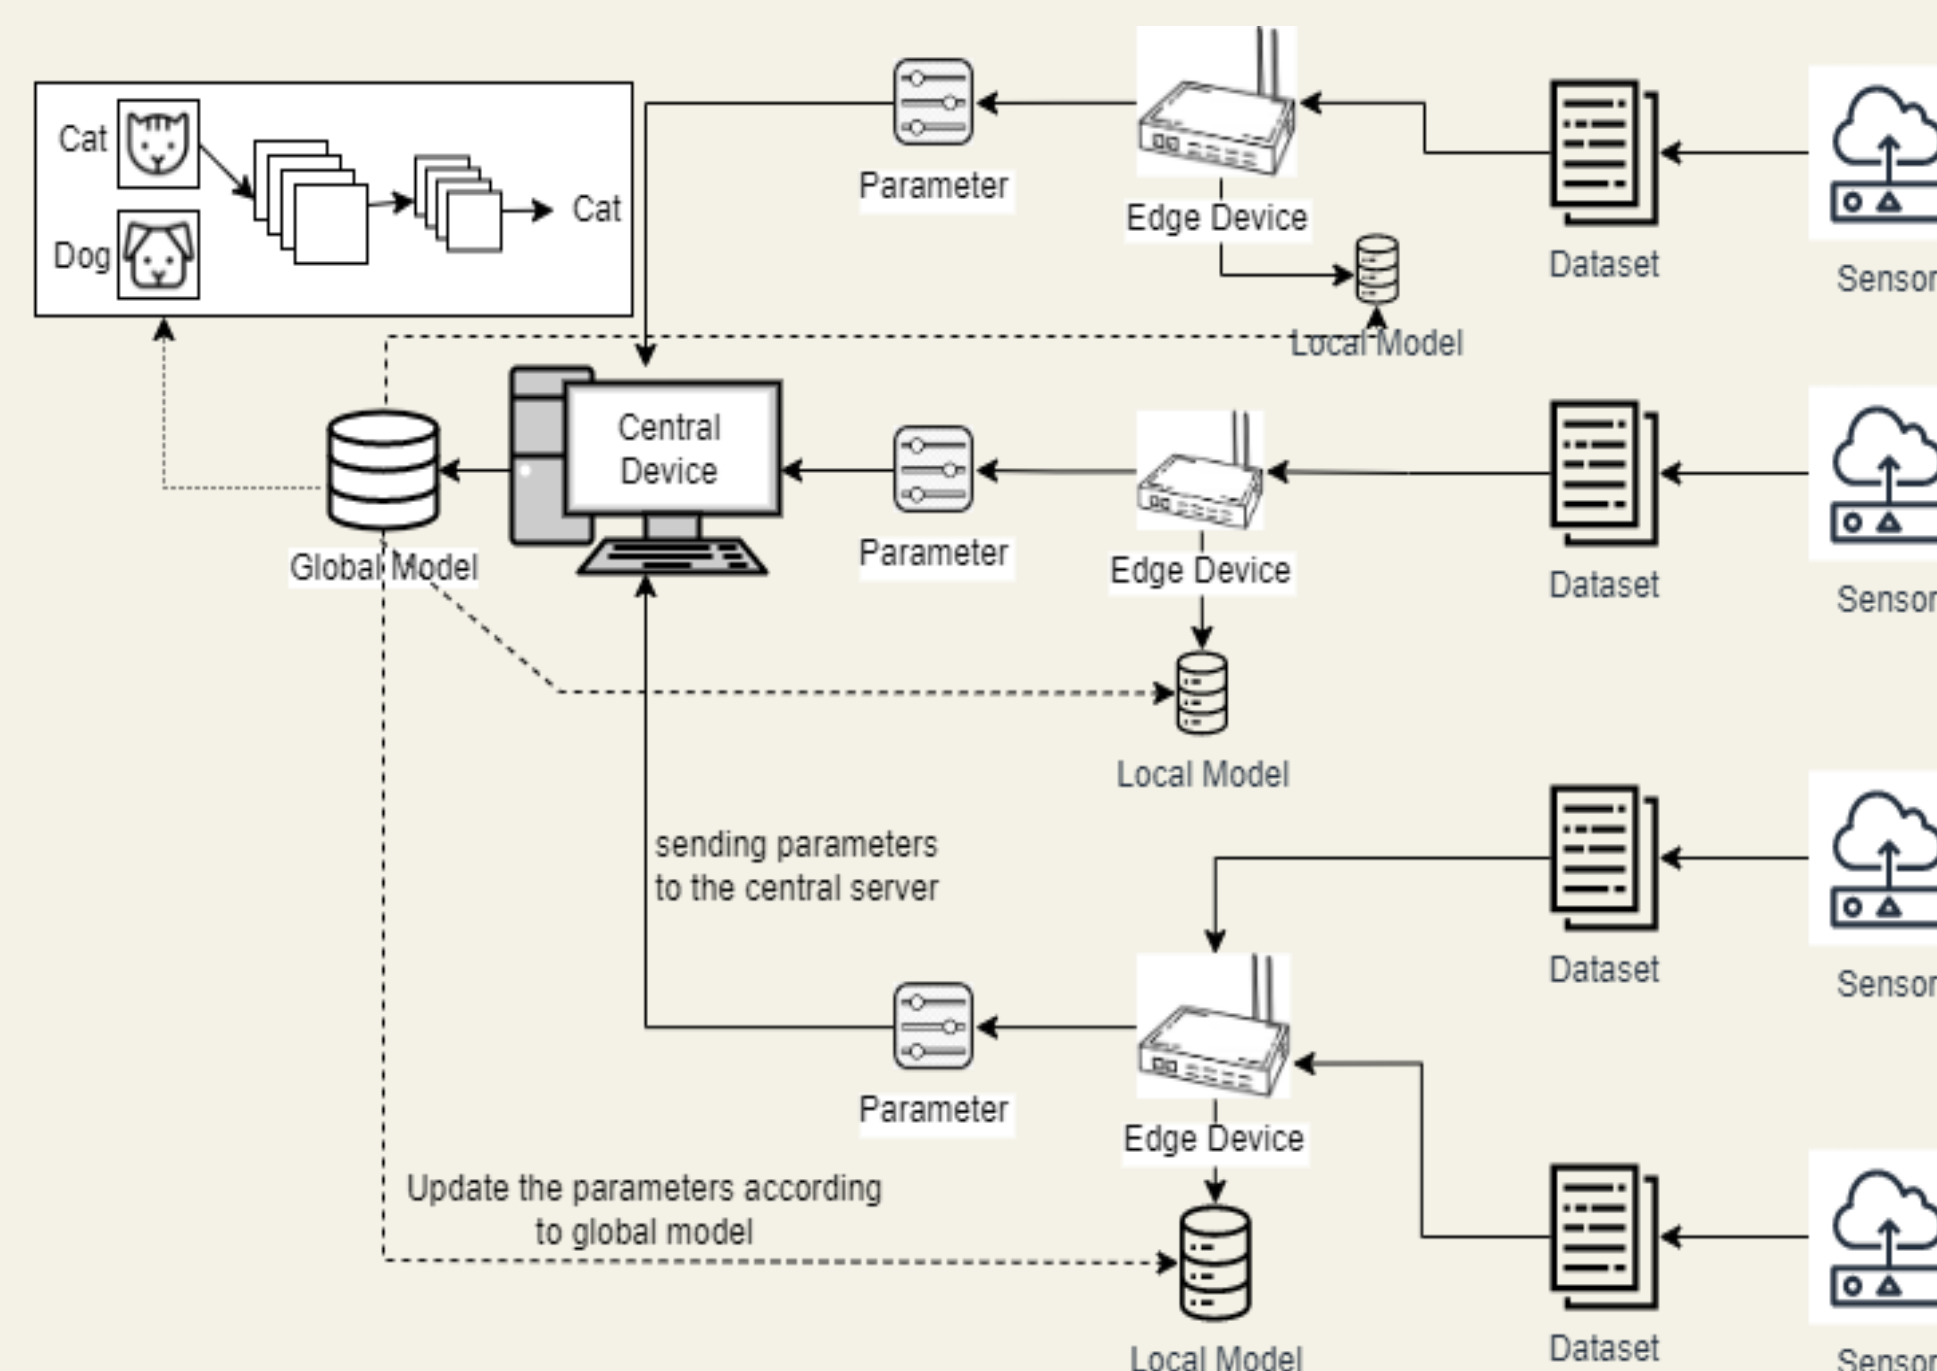 Cat
Dog
Cat
Parameter
Edge Device
Dataset
Sensor
Local Model
Central
Device
Global Model
Parameter
Edge Device
Dataset
Sensor
Local Model
sending parameters
to the central server
Dataset
Sensor
Parameter
Edge Device
Update the parameters according
to global model
Local Model
Dataset
Sensor